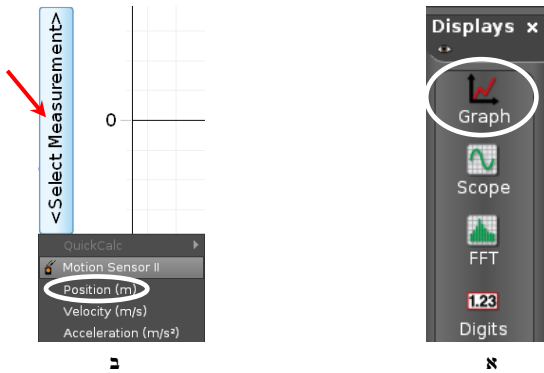 Displays ×
Graph
Scope
FFT
1.23
Digits
א
<Select Measurement>
0
QuickCalc
Motion Sensor II
Position (m)
Velocity (m/s)
Acceleration (m/s²)
ב